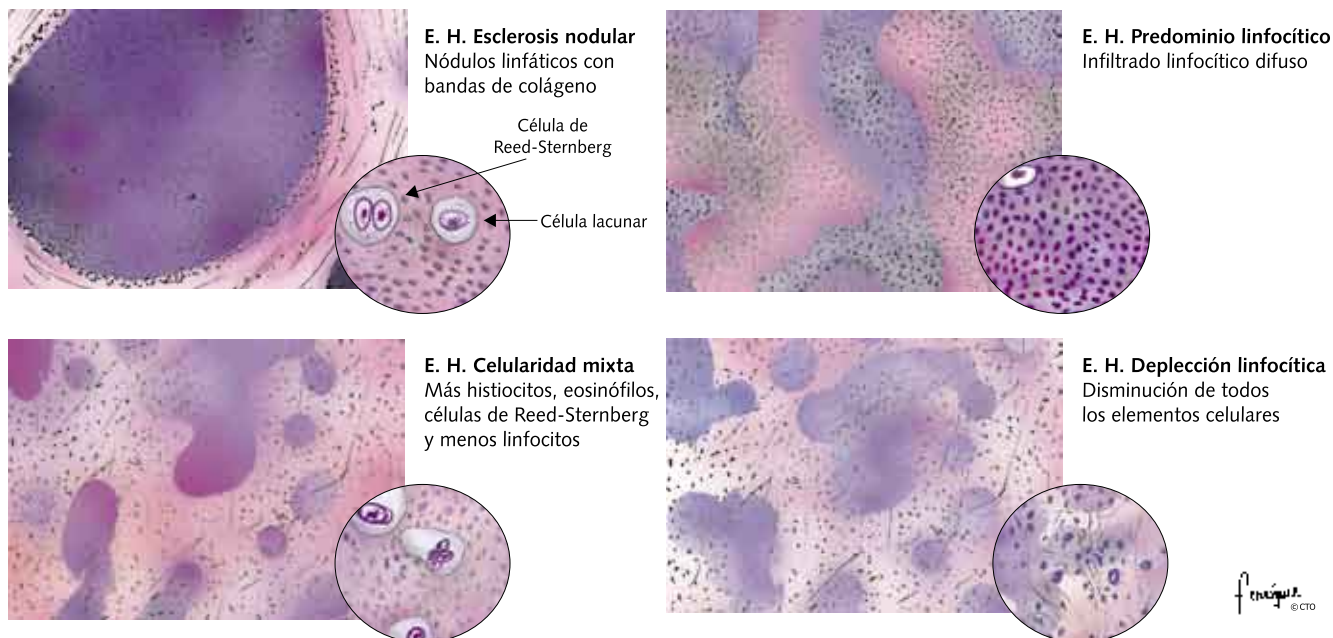 E. H. Esclerosis nodular
Nódulos linfáticos con
bandas de colágeno
Célula de
Reed-Sternberg
Célula lacunar
E. H. Predominio linfocítico
Infiltrado linfocítico difuso
E. H. Celularidad mixta
Más histiocitos, eosinófilos,
células de Reed-Sternberg
y menos linfocitos
E. H. Deplección linfocítica
Disminución de todos
los elementos celulares
©CTO